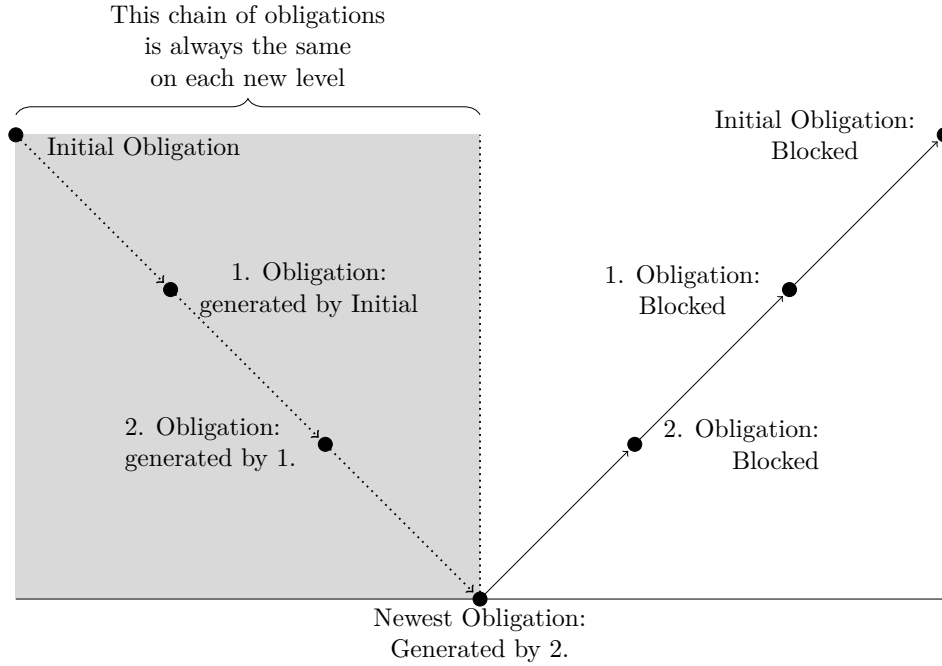 This chain of obligations
is always the same
on each new level
Initial Obligation
Initial Obligation:
Blocked
1. Obligation:
generated by Initial
1. Obligation:
Blocked
2. Obligation:
generated by 1.
2. Obligation:
Blocked
Newest Obligation:
Generated by 2.